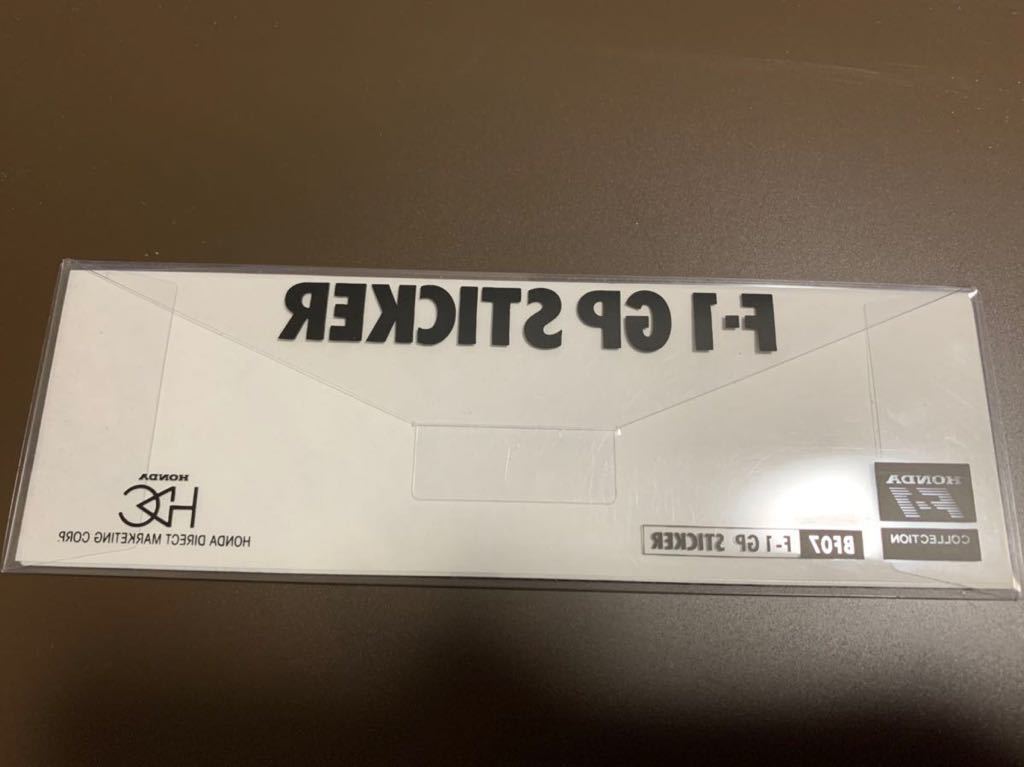 F-1 GP STICKER
HONDA
F-1
COLLECTION
BF07 F-1 GP STICKER
HONDA
HDC
HONDA DIRECT MARKETING CORP.